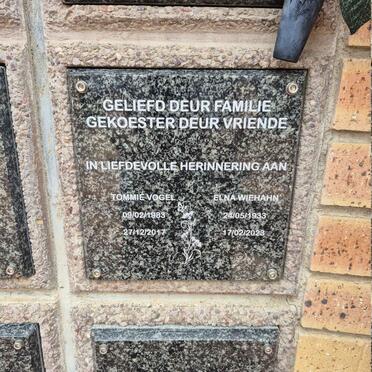 GELIEFD DEUR FAMILIE
GEKOESTER DEUR VRIENDE
IN LIEFDEVOLLE HERINNERING AAN
TOMMIE VOGEL ELNA WIEHAHN
09/02/1983 24/05/1933
27/12/2017 17/02/2023